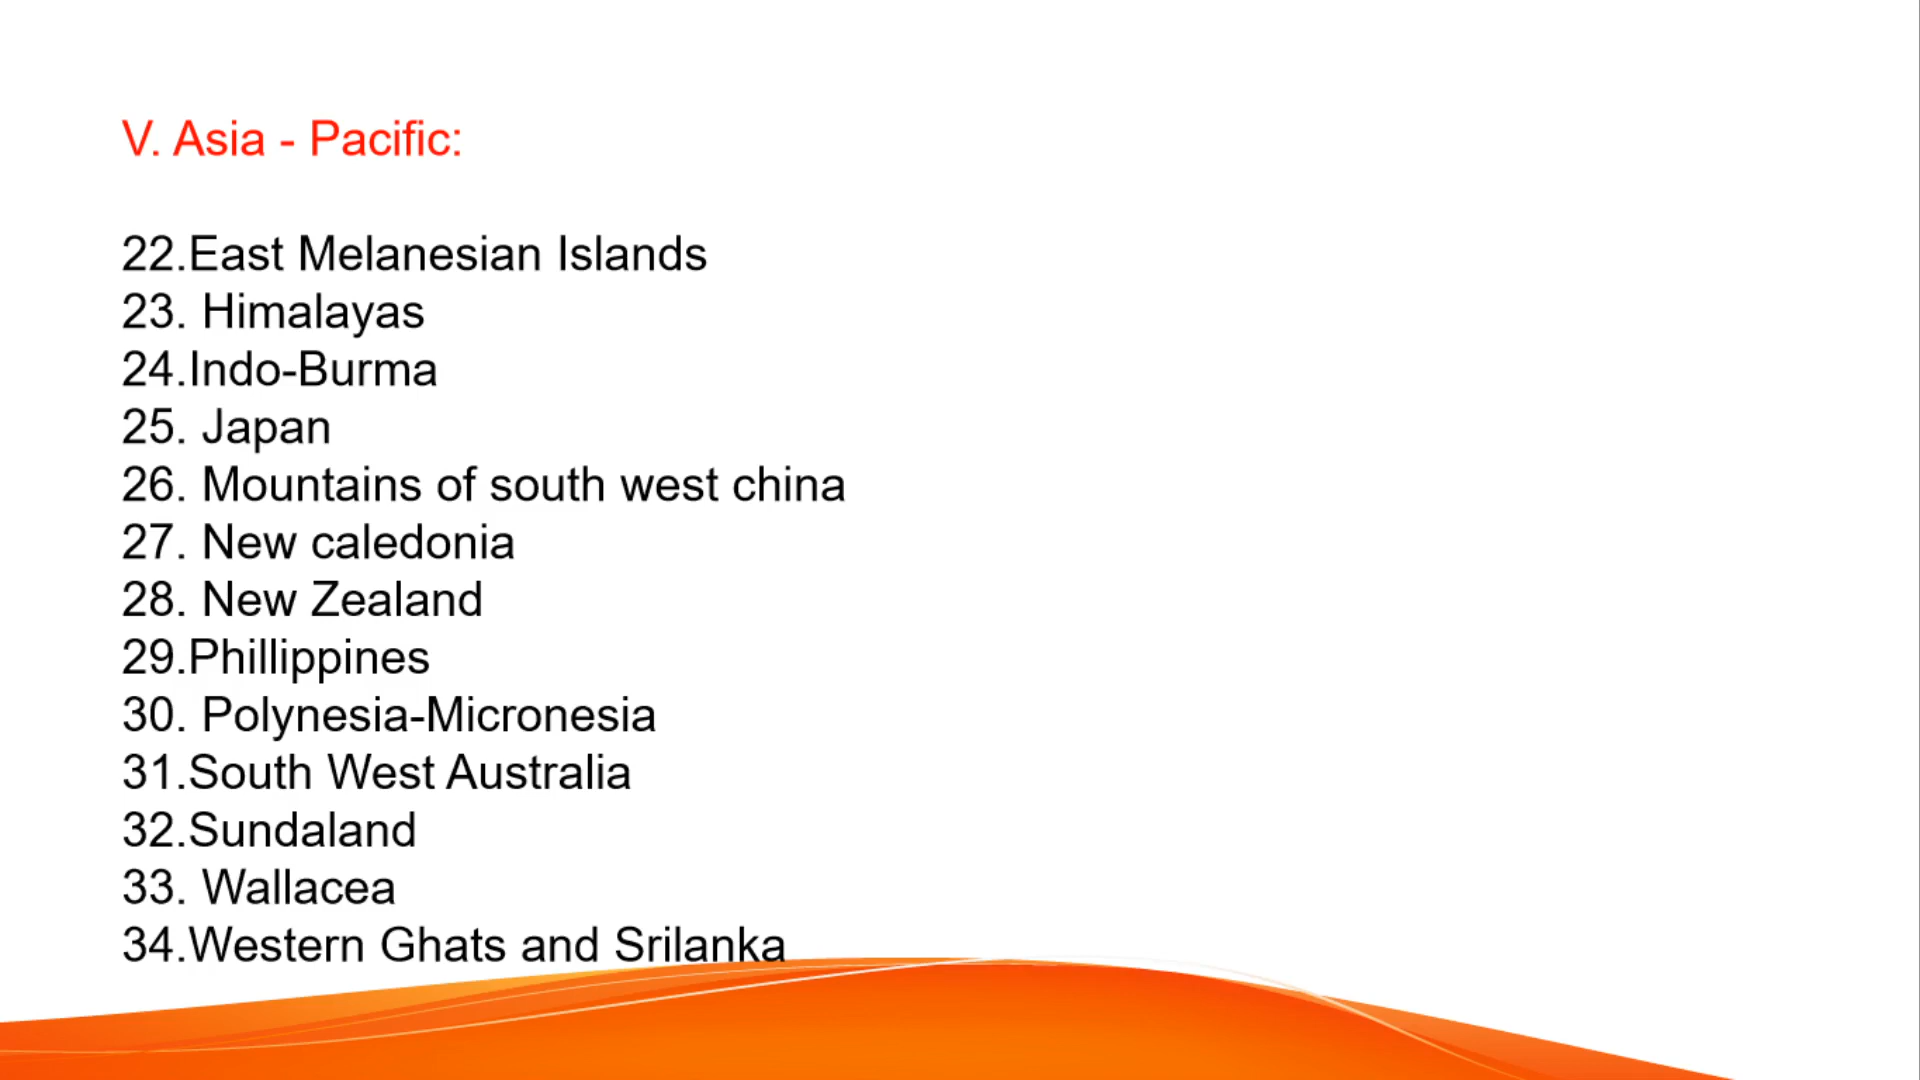 V. Asia - Pacific:
22.East Melanesian Islands
23. Himalayas
24.Indo-Burma
25. Japan
26. Mountains of south west china
27. New caledonia
28. New Zealand
29.Phillippines
30. Polynesia-Micronesia
31.South West Australia
32.Sundaland
33. Wallacea
34.Western Ghats and Srilanka